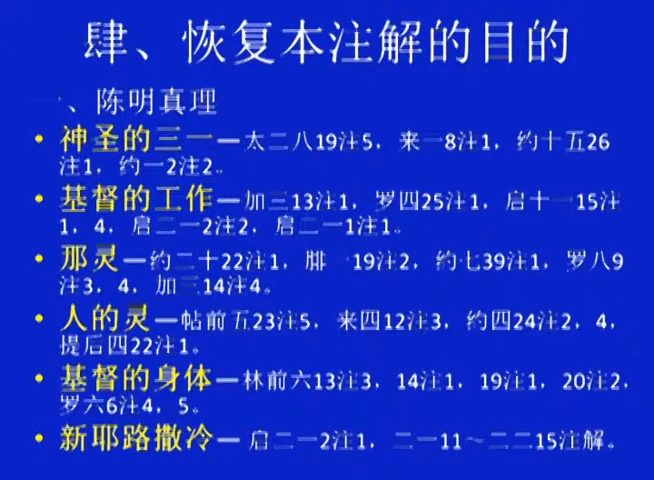 肆、恢复本注解的目的
一、陈明真理
• 神圣的三一—太二八19注5，来一8注1，约十五26
注1，约一2注2。
• 基督的工作—加三13注1，罗四25注1，启十一15注
1，4，启二一2注2，启二一1注1。
• 那灵—约二十22注1，腓一19注2，约七39注1，罗八9
注3，4，加三14注4。
• 人的灵—帖前五23注5，来四12注3，约四24注2，4，
提后四22注1。
• 基督的身体—林前六13注3，14注1，19注1，20注2，
罗六6注4，5。
• 新耶路撒冷—启二一2注1，二一11～二二15注解。